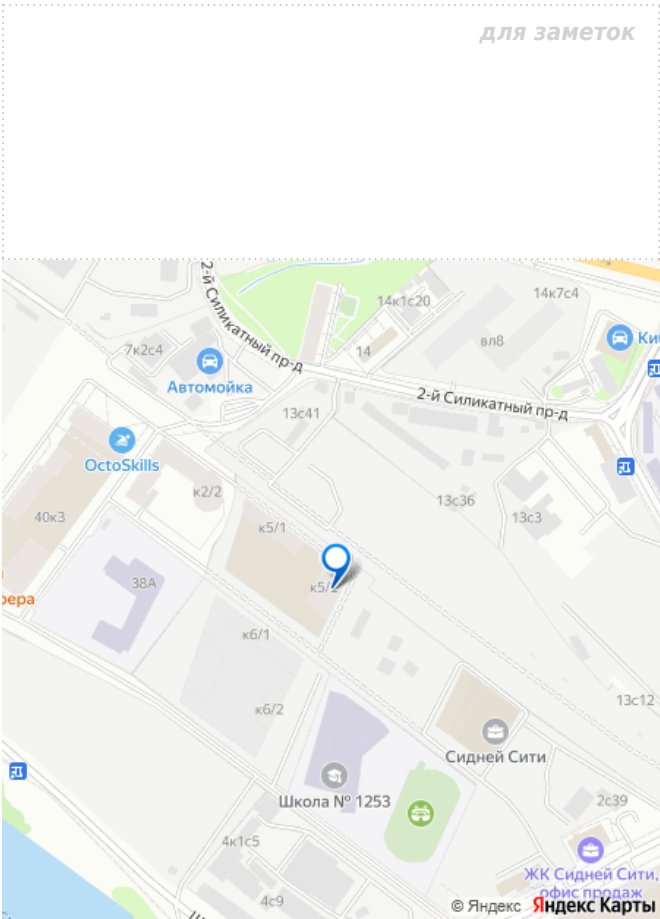 для заметок
2-й Силикатный пр-д
14к1с20
14к7с4
7к2с4
14
вл8
Автомойка
2-й Силикатный пр-д
13с41
OctoSkills
к2/2
13с36
13с3
40к3
к5/1
38А
к5/2
к6/1
13с12
к6/2
Сидней Сити
Школа № 1253
2с39
4к1с5
ЖК Сидней Сити,
офис продаж
4с9
© Яндекс Яндекс Карты